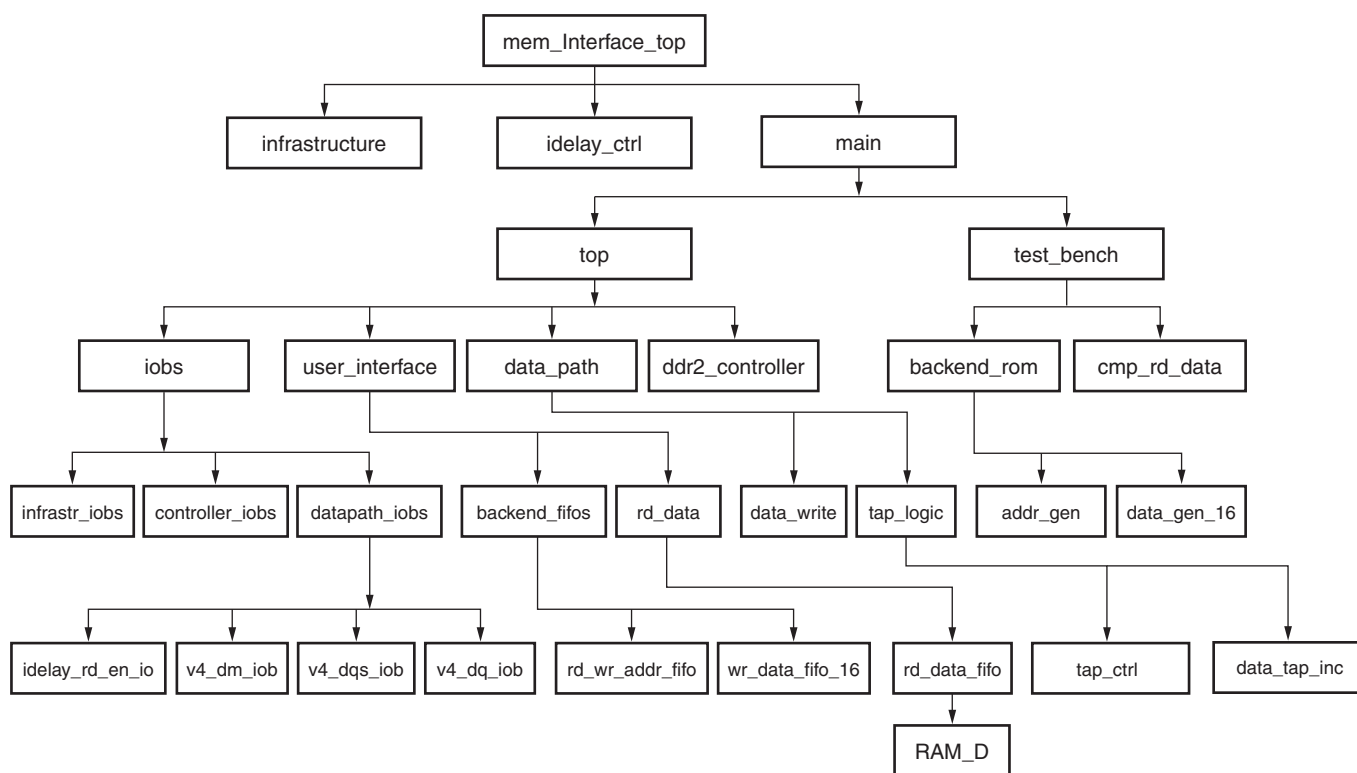 mem_Interface_top
infrastructure
idelay_ctrl
main
top
test_bench
iobs
user_interface
data_path
ddr2_controller
backend_rom
cmp_rd_data
infrastr_iobs
controller_iobs
datapath_iobs
backend_fifos
rd_data
data_write
tap_logic
addr_gen
data_gen_16
idelay_rd_en_io
v4_dm_iob
v4_dqs_iob
v4_dq_iob
rd_wr_addr_fifo
wr_data_fifo_16
rd_data_fifo
tap_ctrl
data_tap_inc
RAM_D